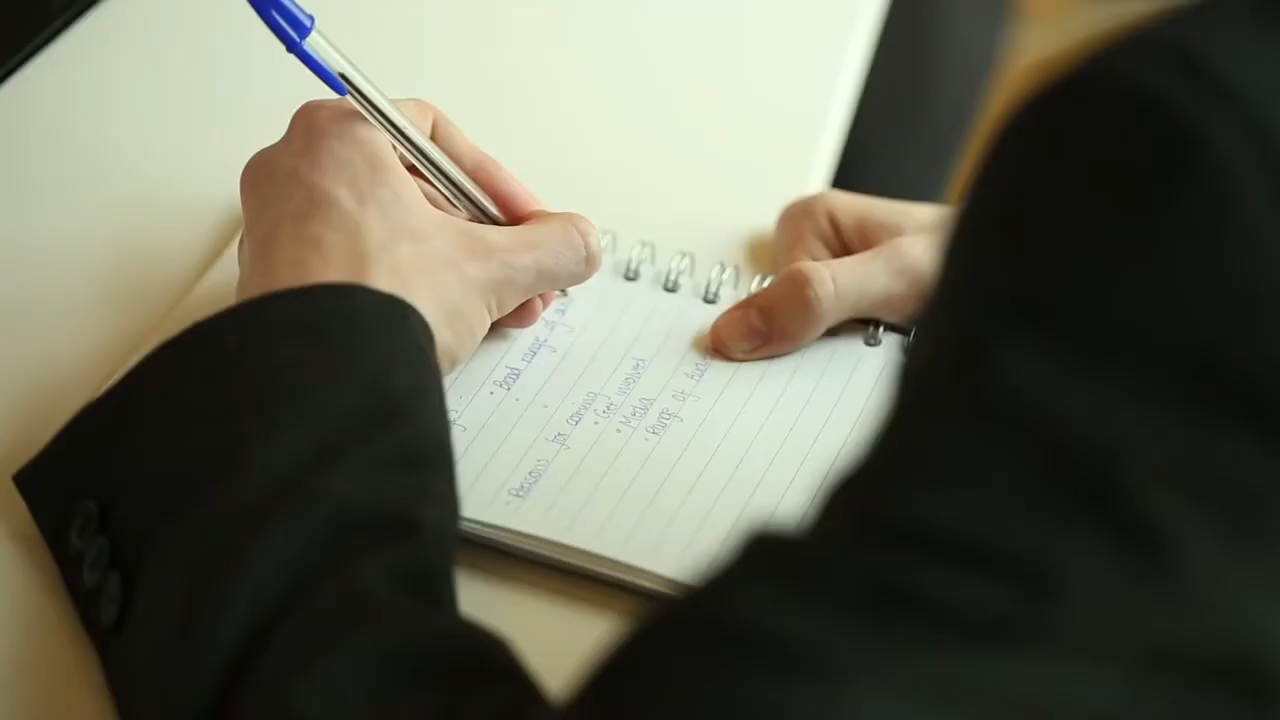 • Broad range of
• Reasons for coming
• Get involved
• Media
• Range of